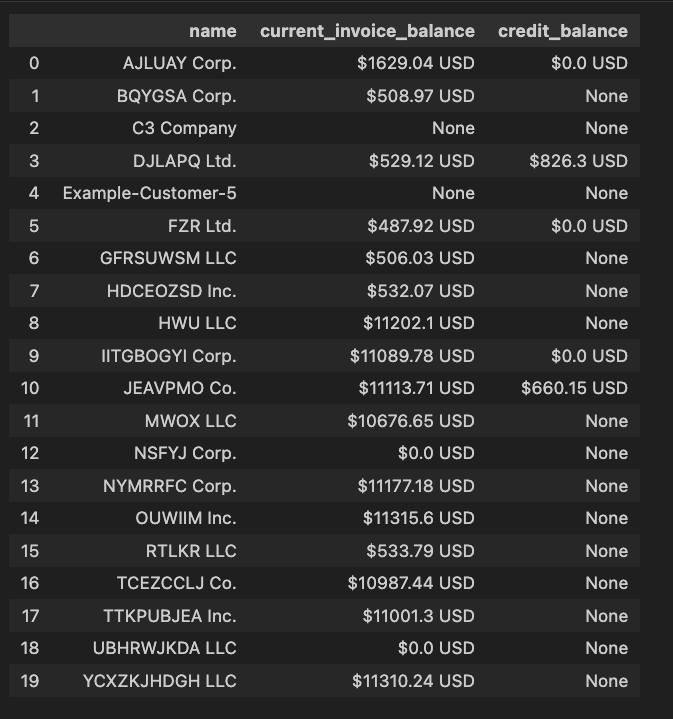 name current_invoice_balance credit_balance
0 AJLUAY Corp. $1629.04 USD $0.0 USD
1 BQYGSA Corp. $508.97 USD None
2 C3 Company None None
3 DJLAPQ Ltd. $529.12 USD $826.3 USD
4 Example-Customer-5 None None
5 FZR Ltd. $487.92 USD $0.0 USD
6 GFRSUWSM LLC $506.03 USD None
7 HDCEOZSD Inc. $532.07 USD None
8 HWU LLC $11202.1 USD None
9 IITGBOGYI Corp. $11089.78 USD $0.0 USD
10 JEAVPMO Co. $11113.71 USD $660.15 USD
11 MWOX LLC $10676.65 USD None
12 NSFYJ Corp. $0.0 USD None
13 NYMRRFC Corp. $11177.18 USD None
14 OUWIIM Inc. $11315.6 USD None
15 RTLKR LLC $533.79 USD None
16 TCEZCCLJ Co. $10987.44 USD None
17 TTKPUBJEA Inc. $11001.3 USD None
18 UBHRWJKDA LLC $0.0 USD None
19 YCXZKJHDGH LLC $11310.24 USD None